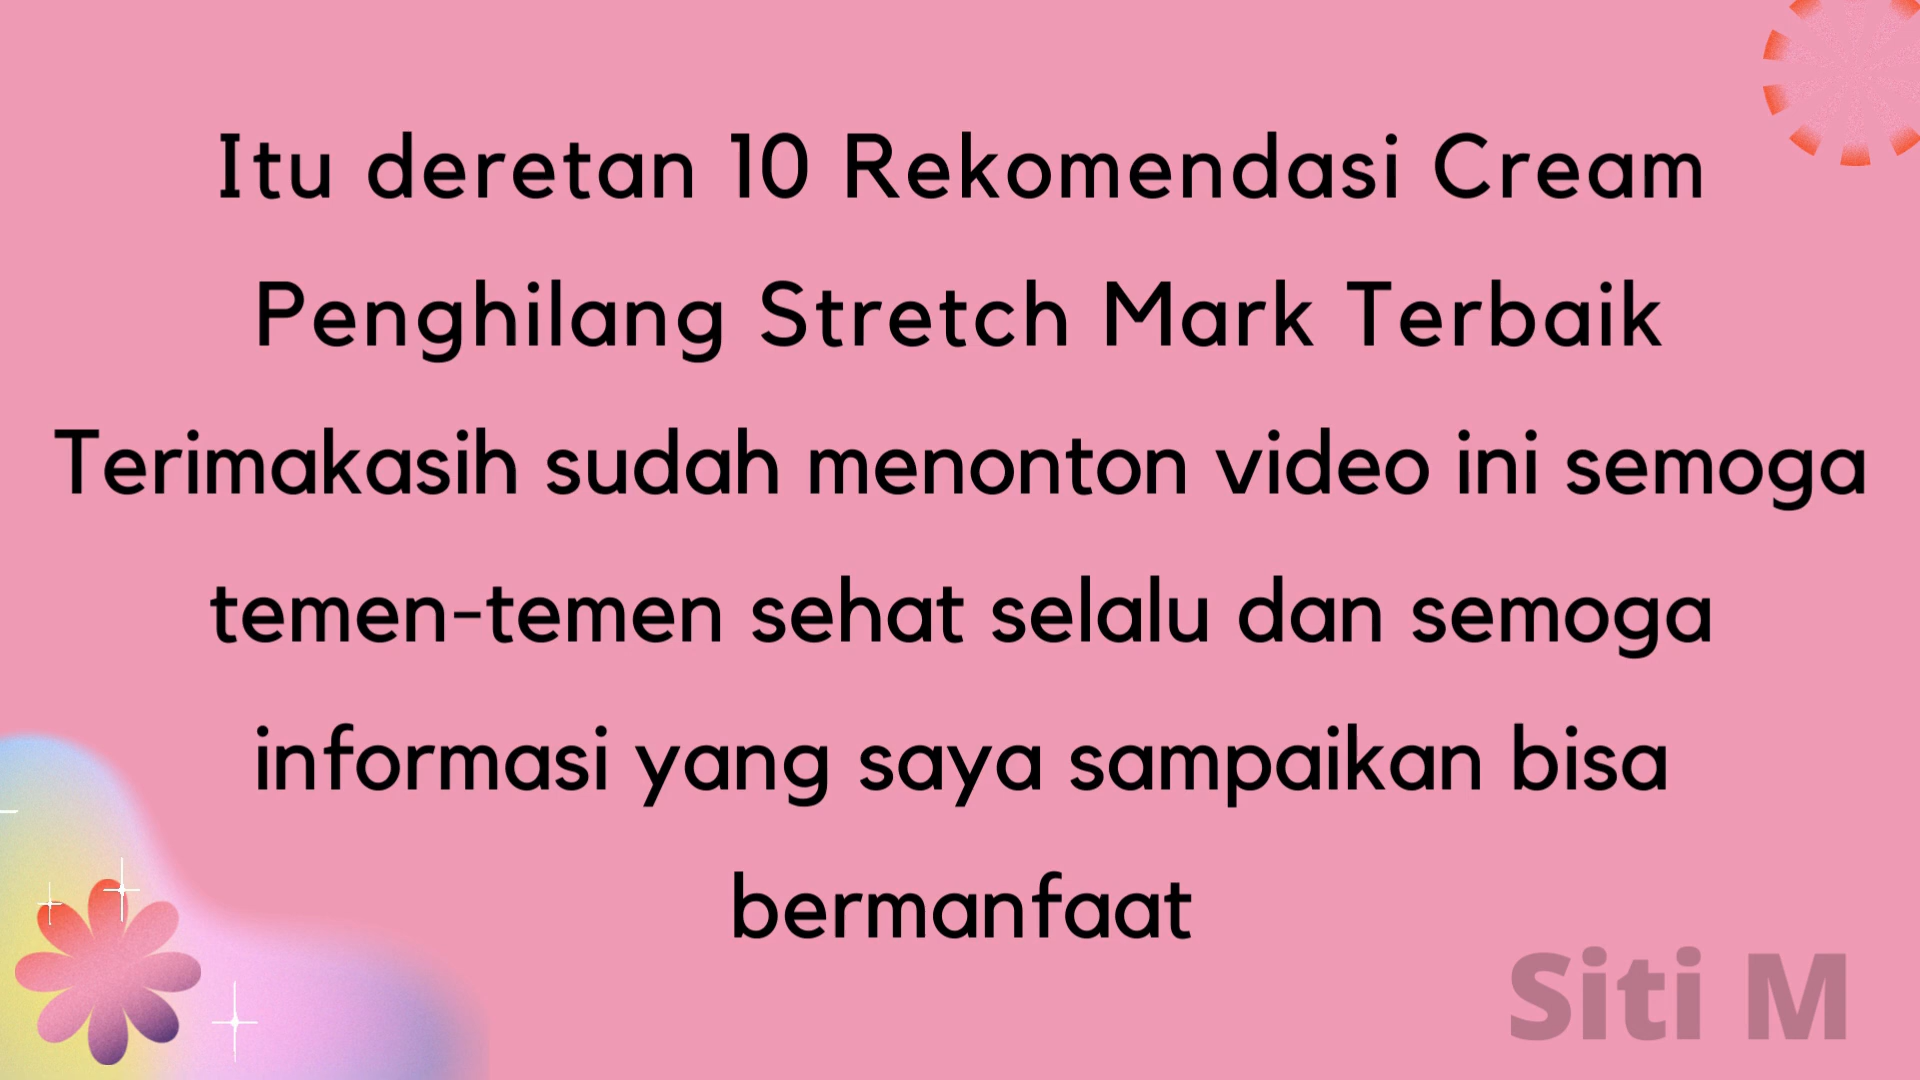 Itu deretan 10 Rekomendasi Cream
Penghilang Stretch Mark Terbaik
Terimakasih sudah menonton video ini semoga
temen-temen sehat selalu dan semoga
informasi yang saya sampaikan bisa
bermanfaat
Siti M